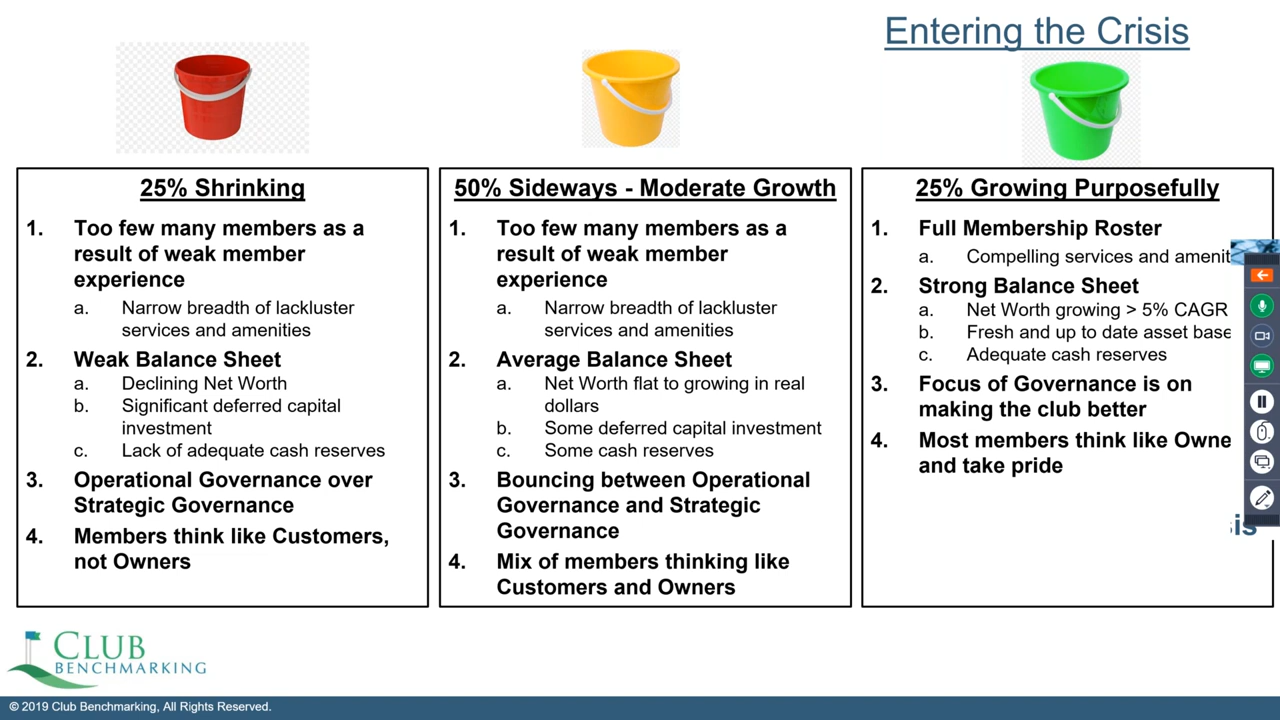 Entering the Crisis
25% Shrinking
1. Too few many members as a
result of weak member
experience
a. Narrow breadth of lackluster
services and amenities
2. Weak Balance Sheet
a. Declining Net Worth
b. Significant deferred capital
investment
c. Lack of adequate cash reserves
3. Operational Governance over
Strategic Governance
4. Members think like Customers,
not Owners
50% Sideways - Moderate Growth
1. Too few many members as a
result of weak member
experience
a. Narrow breadth of lackluster
services and amenities
2. Average Balance Sheet
a. Net Worth flat to growing in real
dollars
b. Some deferred capital investment
c. Some cash reserves
3. Bouncing between Operational
Governance and Strategic
Governance
4. Mix of members thinking like
Customers and Owners
25% Growing Purposefully
1. Full Membership Roster
a. Compelling services and amenit
2. Strong Balance Sheet
a. Net Worth growing > 5% CAGR
b. Fresh and up to date asset base
c. Adequate cash reserves
3. Focus of Governance is on
making the club better
4. Most members think like Owne
and take pride
CLUB
BENCHMARKING
© 2019 Club Benchmarking, All Rights Reserved.